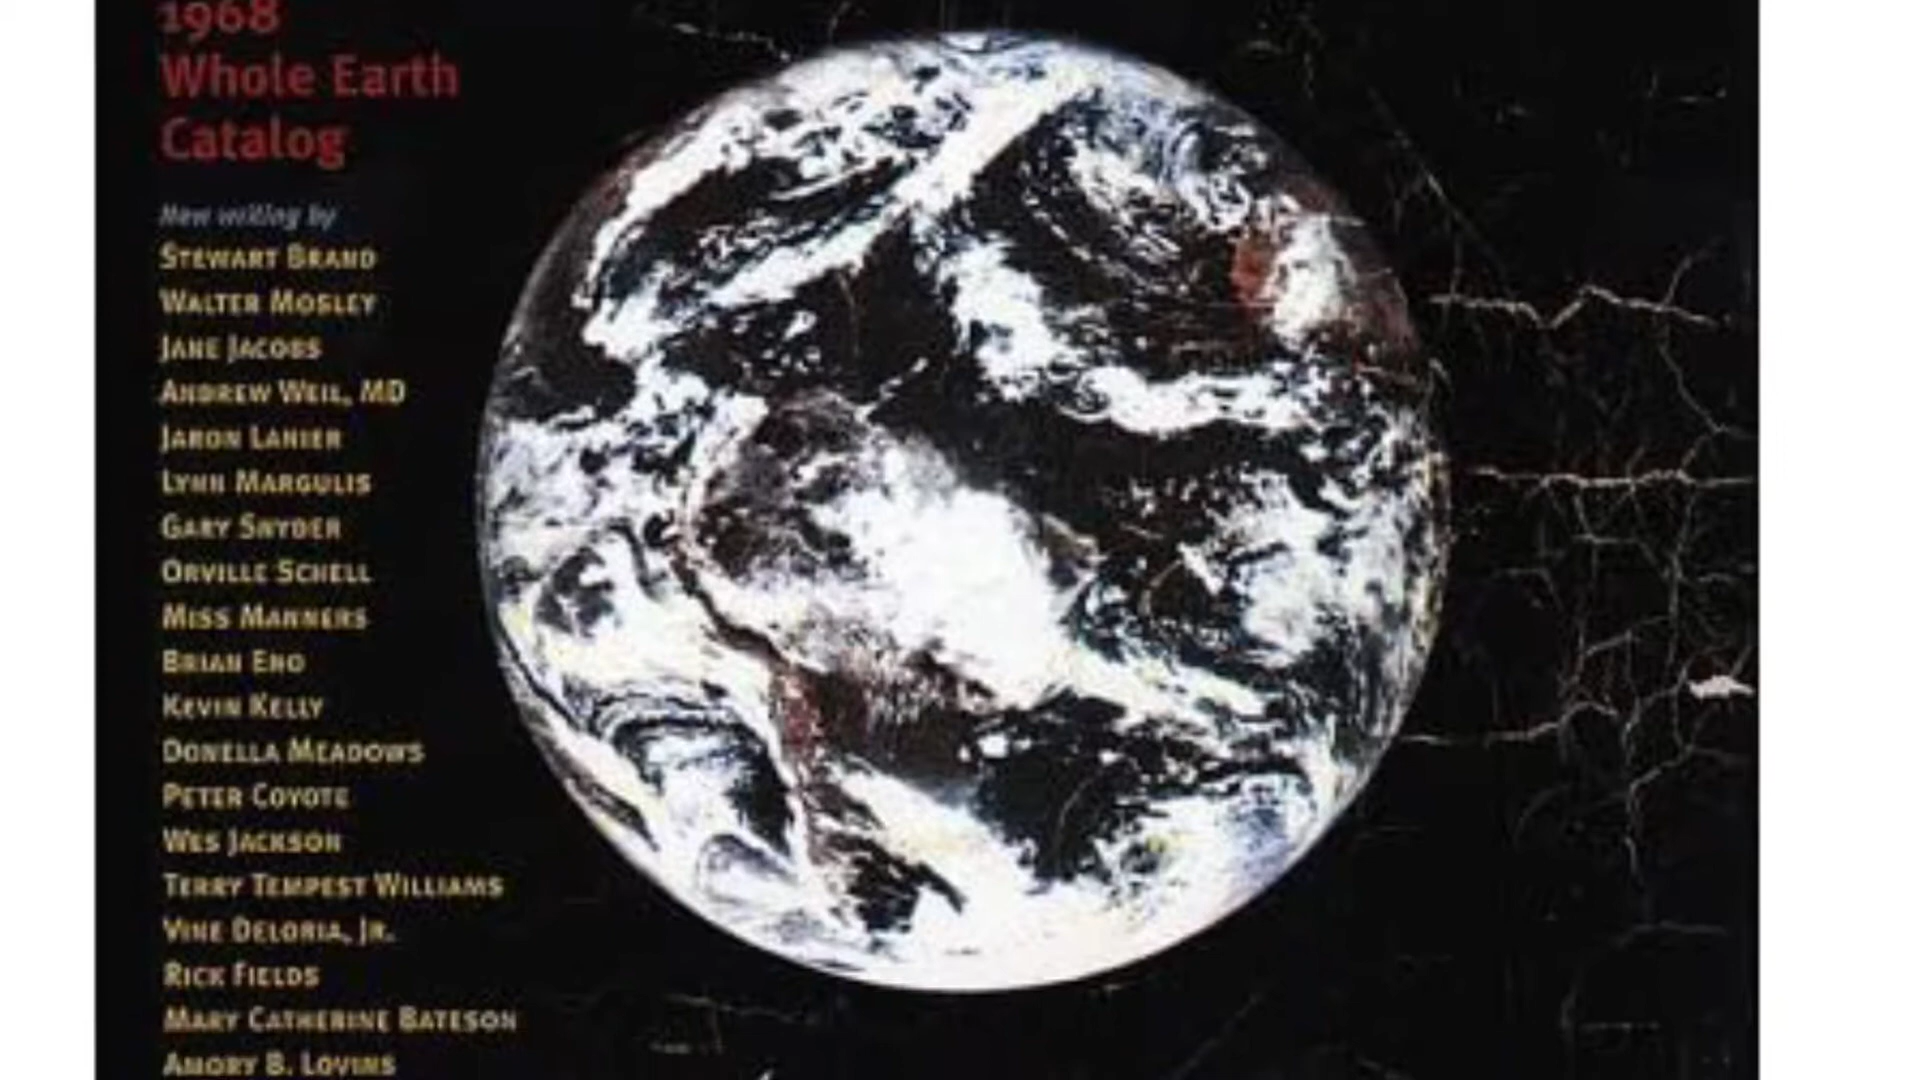 1968
Whole Earth
Catalog
New writing by
STEWART BRAND
WALTER MOSLEY
JANE JACOBS
ANDREW WEIL, MD
JARON LANIER
LYNN MARGULIS
GARY SNYDER
ORVILLE SCHELL
MISS MANNERS
BRIAN ENO
KEVIN KELLY
DONELLA MEADOWS
PETER COYOTE
WES JACKSON
TERRY TEMPEST WILLIAMS
VINE DELORIA, JR.
RICK FIELDS
MARY CATHERINE BATESON
AMORY B. LOVINS